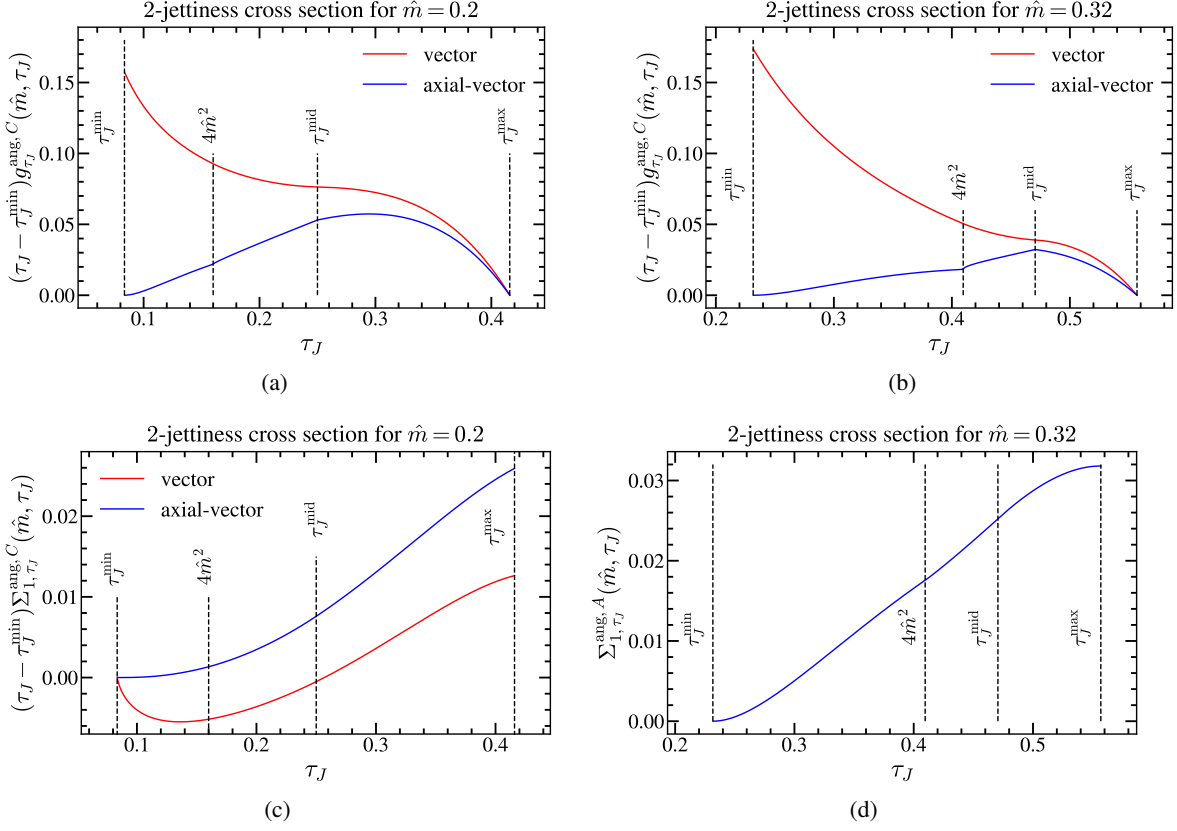 2-jettiness cross section for m̂ = 0.2
(τ_J − τ_J^min) g_{τ_J}^{ang, C}(m̂, τ_J)
0.15
0.10
0.05
0.00
vector
axial-vector
τ_J^min
4m̂²
τ_J^mid
τ_J^max
0.1 0.2 0.3 0.4
τ_J
(a)
2-jettiness cross section for m̂ = 0.32
(τ_J − τ_J^min) g_{τ_J}^{ang, C}(m̂, τ_J)
0.15
0.10
0.05
0.00
vector
axial-vector
τ_J^min
4m̂²
τ_J^mid
τ_J^max
0.2 0.3 0.4 0.5
τ_J
(b)
2-jettiness cross section for m̂ = 0.2
(τ_J − τ_J^min) Σ_{1, τ_J}^{ang, C}(m̂, τ_J)
0.02
0.01
0.00
vector
axial-vector
τ_J^min
4m̂²
τ_J^mid
τ_J^max
0.1 0.2 0.3 0.4
τ_J
(c)
2-jettiness cross section for m̂ = 0.32
Σ_{1, τ_J}^{ang, A}(m̂, τ_J)
0.03
0.02
0.01
0.00
τ_J^min
4m̂²
τ_J^mid
τ_J^max
0.2 0.3 0.4 0.5
τ_J
(d)